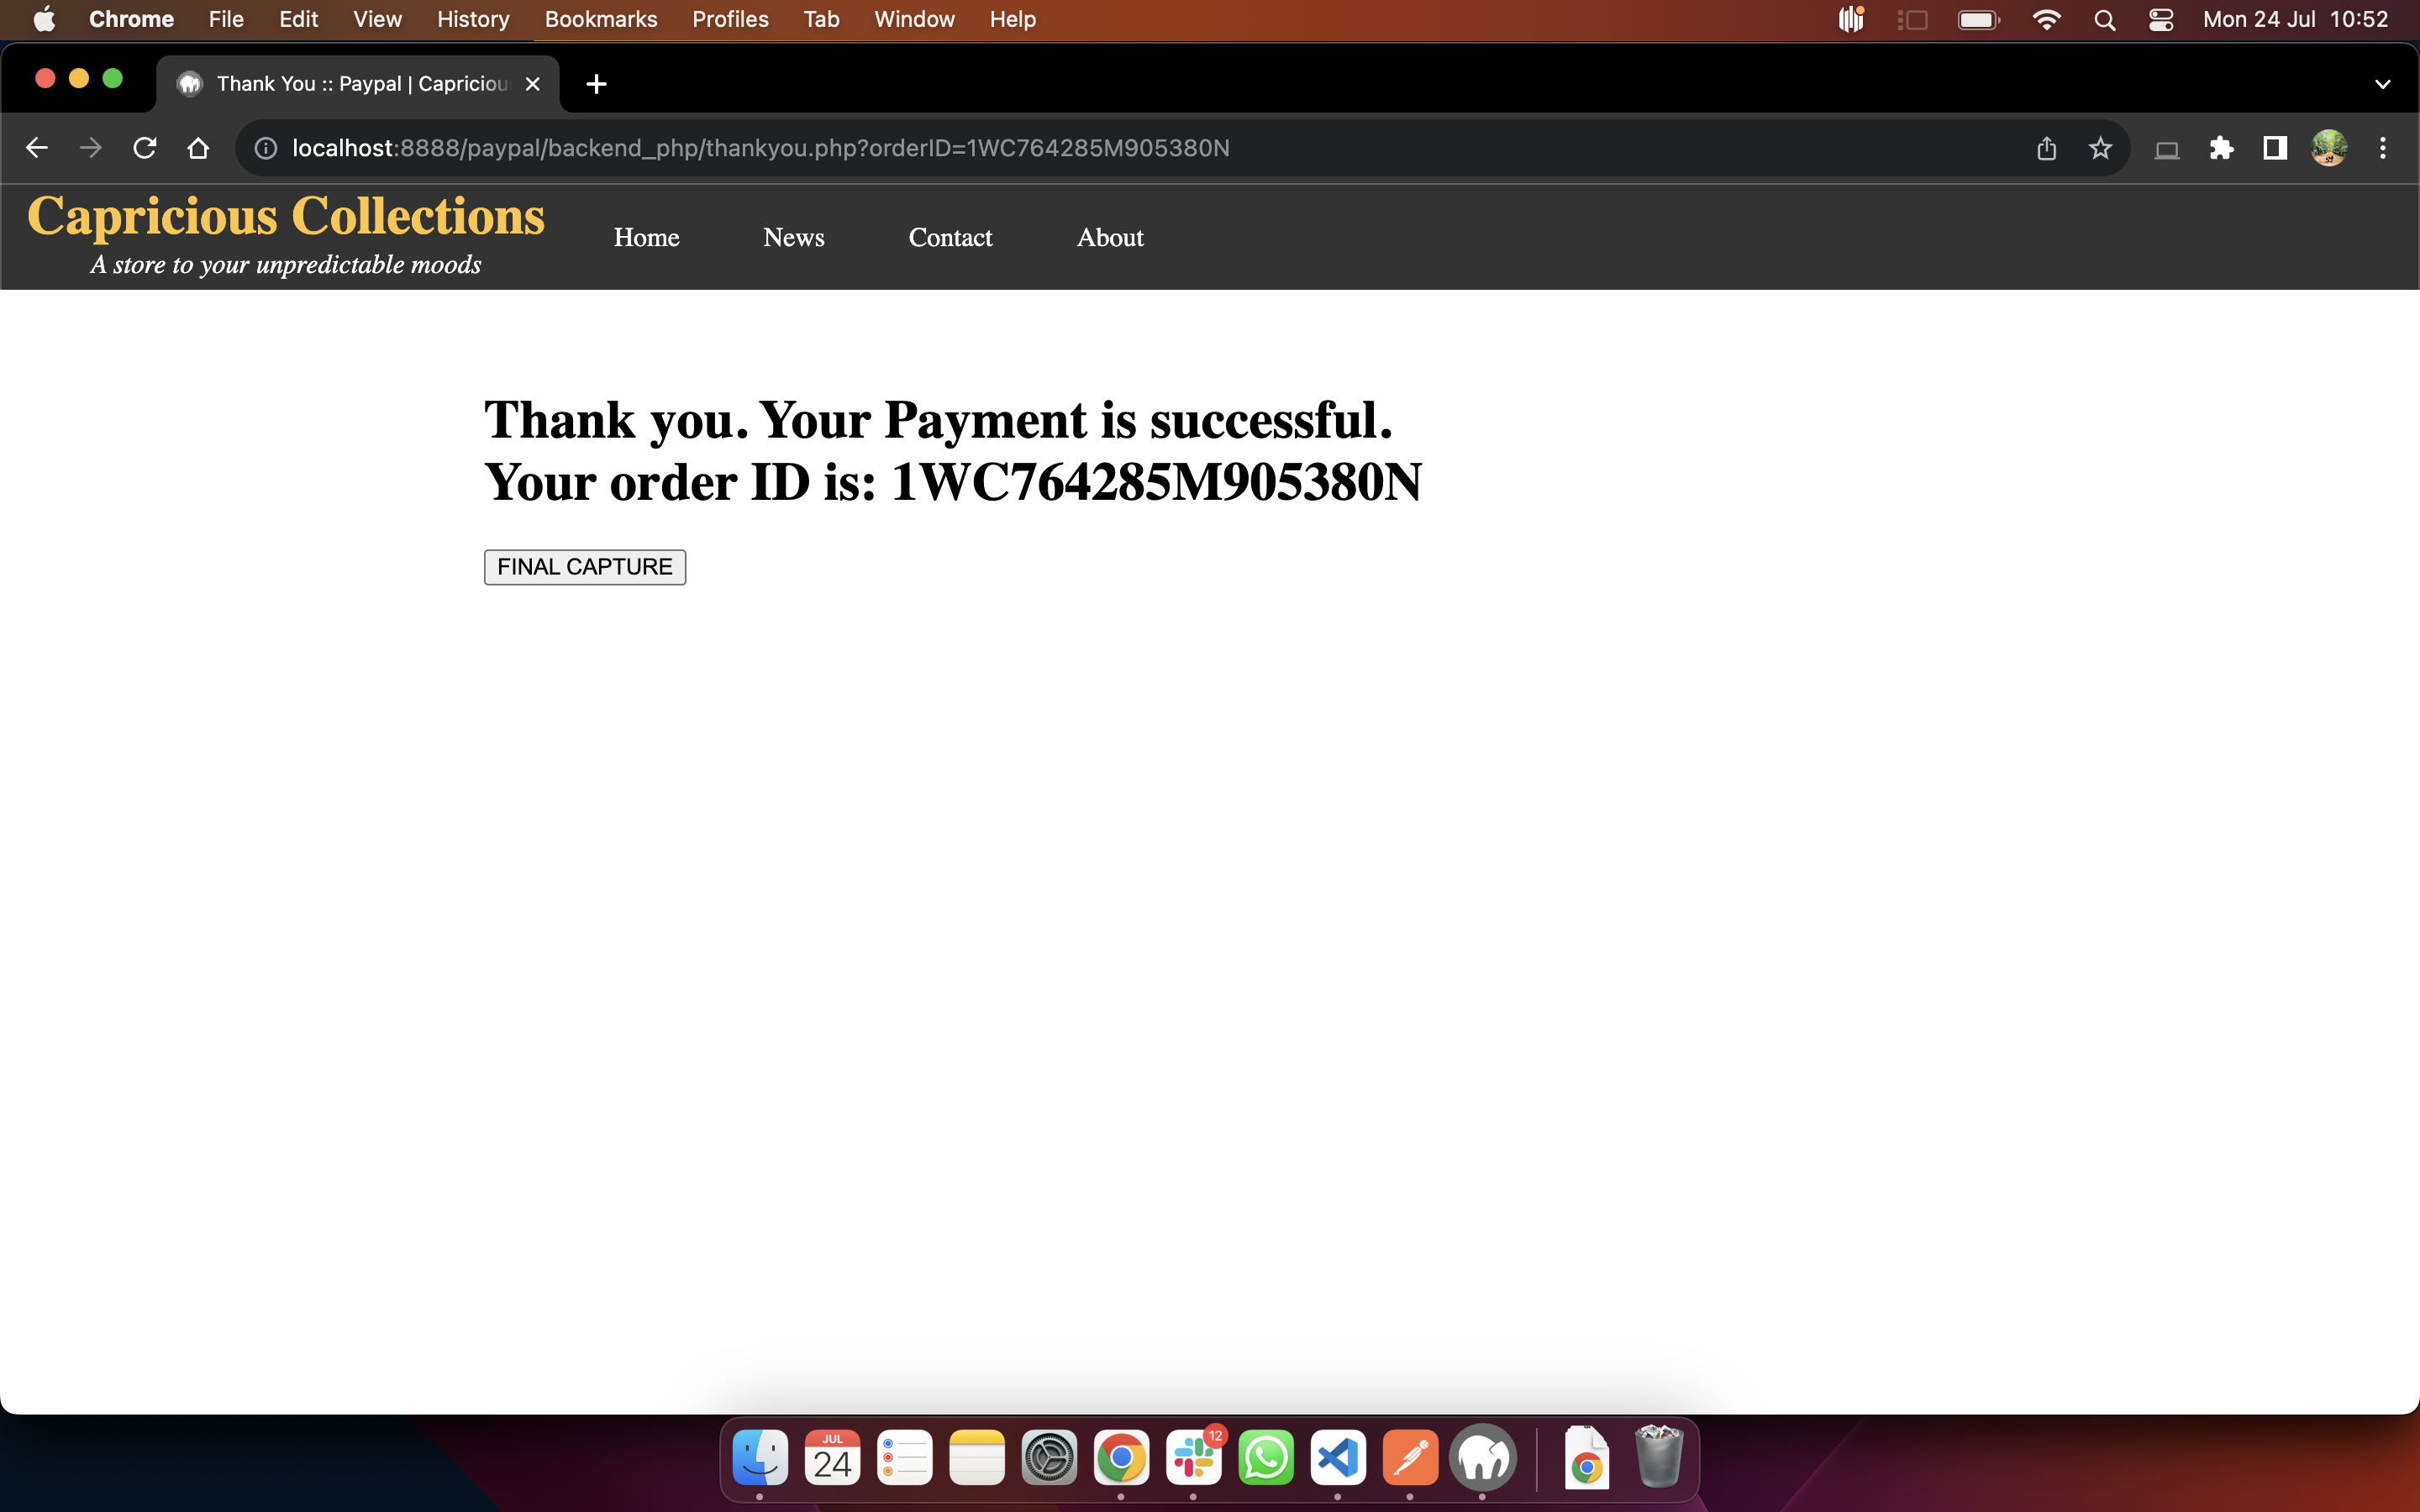 Chrome File Edit View History Bookmarks Profiles Tab Window Help Mon 24 Jul 10:52
Thank You :: Paypal | Capriciou
localhost:8888/paypal/backend_php/thankyou.php?orderID=1WC764285M905380N
Capricious Collections
A store to your unpredictable moods
Home News Contact About
Thank you. Your Payment is successful.
Your order ID is: 1WC764285M905380N
FINAL CAPTURE
JUL
24
12